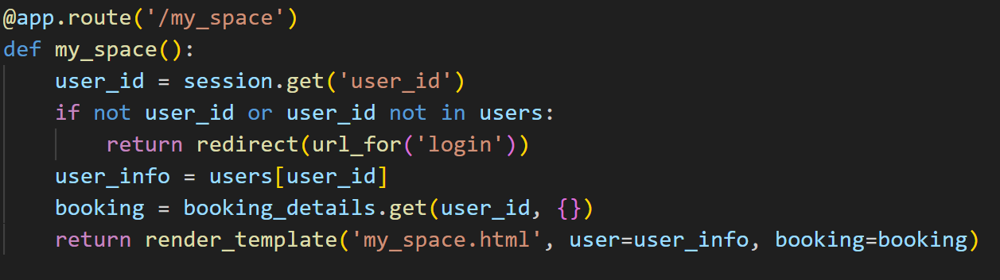 @app.route('/my_space')
def my_space():
    user_id = session.get('user_id')
    if not user_id or user_id not in users:
        return redirect(url_for('login'))
    user_info = users[user_id]
    booking = booking_details.get(user_id, {})
    return render_template('my_space.html', user=user_info, booking=booking)